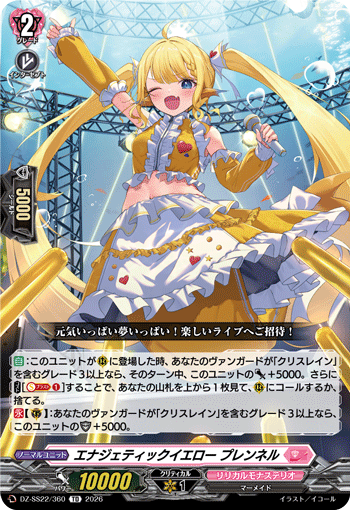 2
グレード
インターセプト
5000
シールド
元気いっぱい夢いっぱい！楽しいライブへご招待！
自：このユニットがRに登場した時、あなたのヴァンガードが「クリスレイン」
を含むグレード３以上なら、そのターン中、このユニットの+5000。さらに、
【ソウルブラスト1】することで、あなたの山札を上から１枚見て、Rにコールするか、
捨てる。
永【G】：あなたのヴァンガードが「クリスレイン」を含むグレード３以上なら、
このユニットの+5000。
ノーマルユニット
エナジェティックイエロー ブレンネル
パワー
10000
クリティカル
1
リリカルモナステリオ
マーメイド
DZ-SS22/360 TD 2026
イラスト/イコール